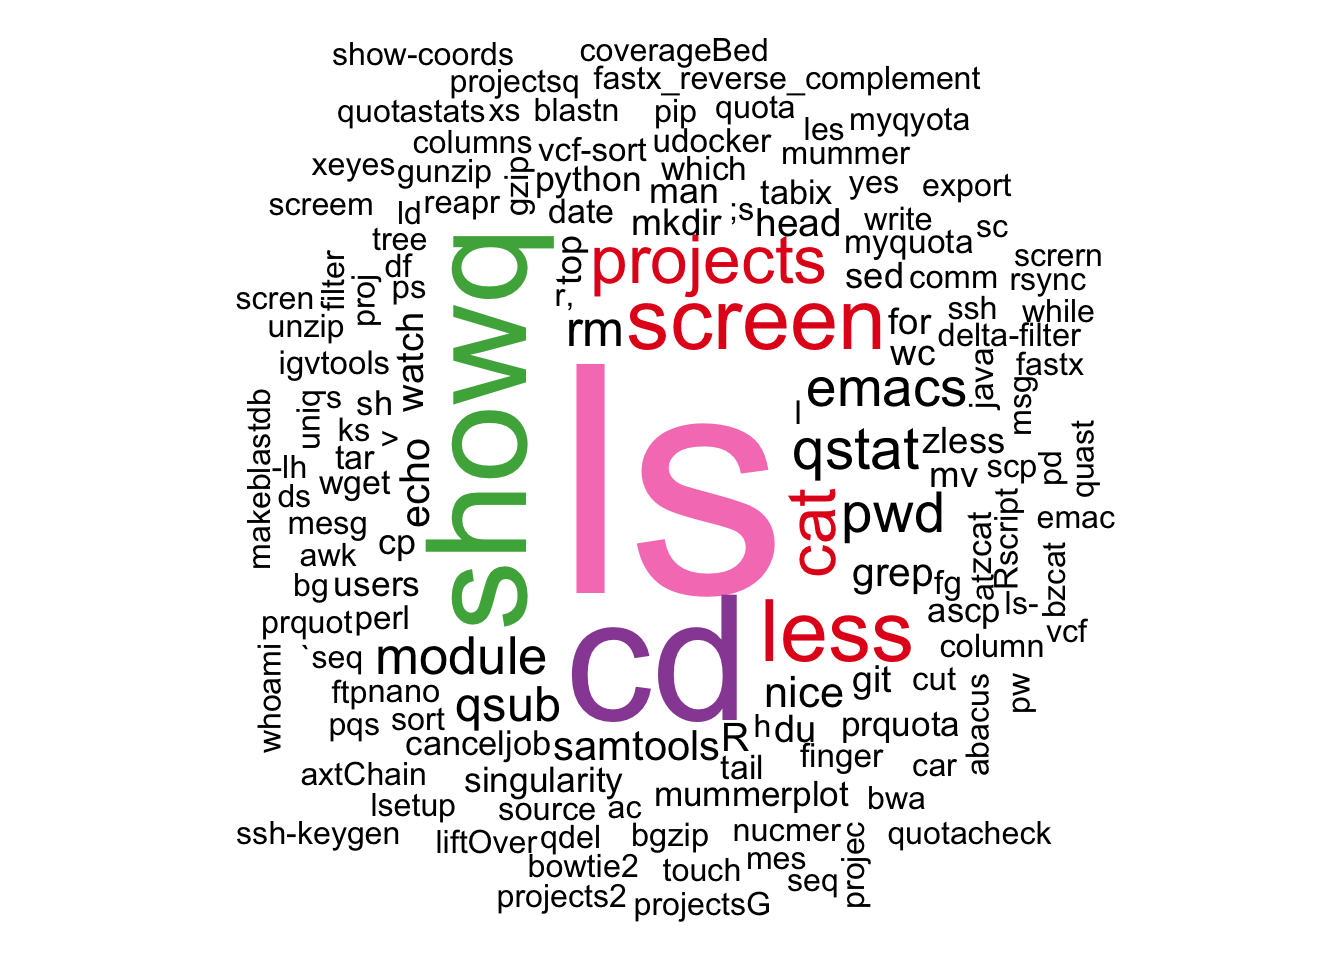 show-coords
coverageBed
projectsq
fastx_reverse_complement
quotastats
xs
blastn
pip
quota
les
myqyota
columns
vcf-sort
udocker
mummer
xeyes
gunzip
gzip
python
which
man
tabix
yes
export
screem
ld
reapr
date
mkdir
;s
head
write
sc
tree
showq
top
projects
myquota
scrern
filter
proj
df
sed
comm
rsync
scren
ps
r,
screen
ssh
while
unzip
watch
rm
for
delta-filter
igvtools
wc
fastx
ls
emacs
java
msg
makeblastdb
uniq
s
sh
l
ks
>
qstat
zless
quast
-lh
tar
echo
mv
scp
pd
ds
wget
cat
pwd
mesg
zcat
Rscript
emac
awk
cp
grep
fg
at
bzcat
bg
users
ascp
ls-
prquot
perl
cd
less
column
vcf
whoami
`seq
module
nice
git
cut
abacus
pw
ftp
nano
qsub
pqs
sort
canceljob
samtools
R
h
du
prquota
tail
finger
car
axtChain
singularity
mummerplot
bwa
lsetup
source
ac
ssh-keygen
liftOver
qdel
bgzip
nucmer
projec
quotacheck
bowtie2
touch
mes
seq
projects2
projectsG